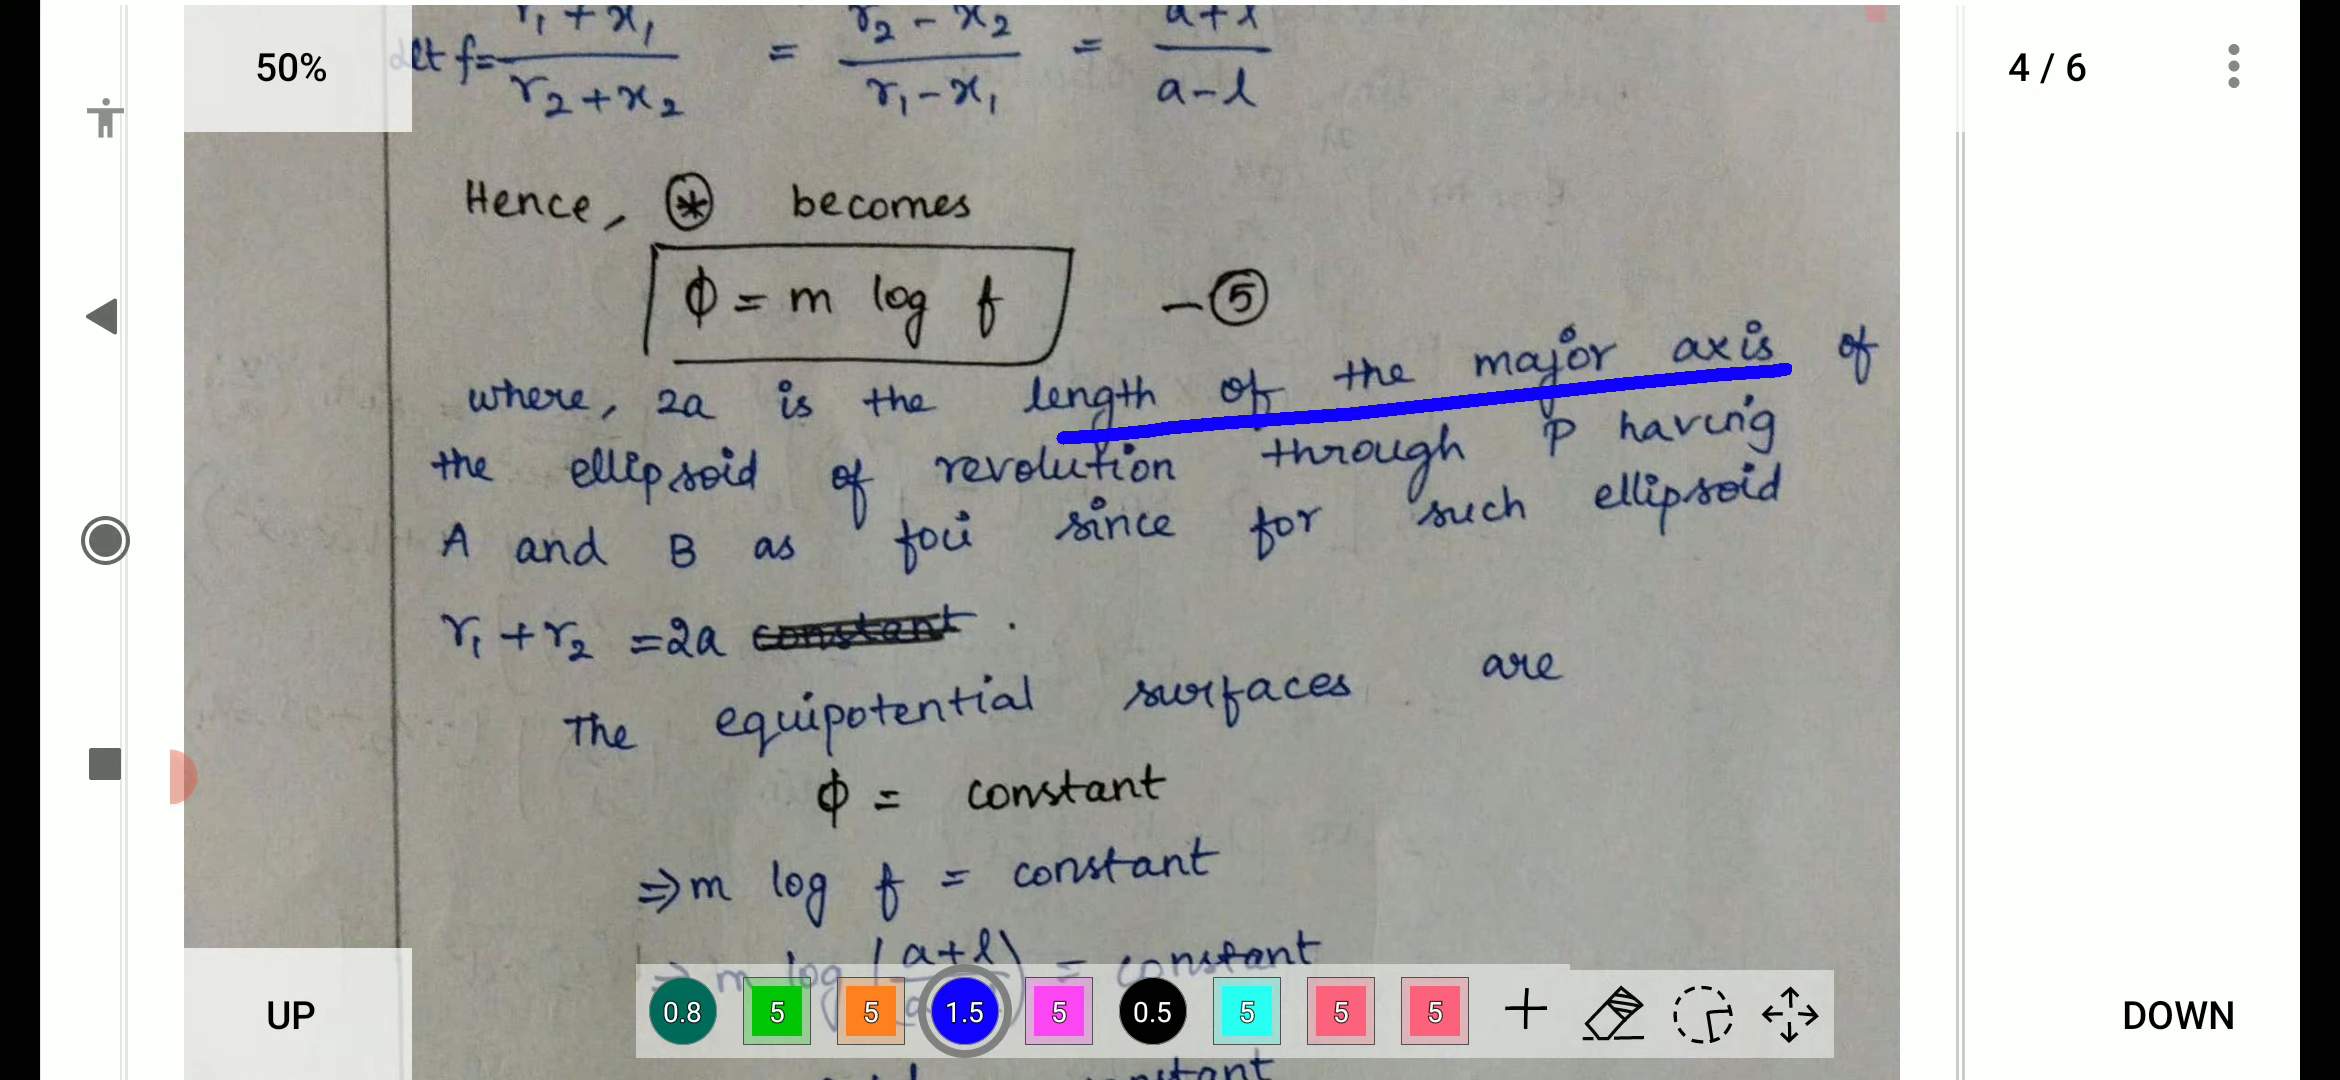 50%
4 / 6
let f= r₁ + x₁ / r₂ + x₂ = r₂ - x₂ / r₁ - x₁ = a + l / a - l
Hence, ⊛ becomes
ϕ = m log f — ⑤
where, 2a is the length of the major axis of
the ellipsoid of revolution through P having
A and B as foci since for such ellipsoid
r₁ + r₂ = 2a constant .
The equipotential surfaces are
ϕ = constant
⇒ m log f = constant
⇒ m log ( a + l = constant
constant
UP
0.8 5 5 1.5 5 0.5 5 5 5
DOWN